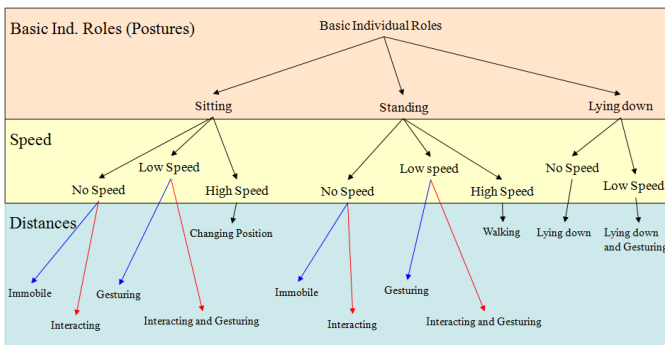 Basic Ind. Roles (Postures)
Basic Individual Roles
Sitting
Standing
Lying down
Speed
No Speed
Low Speed
High Speed
No Speed
Low speed
High Speed
No Speed
Low Speed
Distances
Changing Position
Walking
Lying down
Lying down
and Gesturing
Immobile
Gesturing
Interacting
Interacting and Gesturing
Immobile
Gesturing
Interacting
Interacting and Gesturing